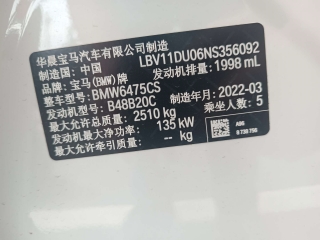 华晨宝马汽车有限公司制造
制造国：中国 LBV11DU06NS356092
品牌：宝马(BMW)牌 发动机排量：1998 mL
整车型号：BMW6475CS
发动机型号：B48B20C 制造年月：2022-03
最大允许总质量：2510 kg 乘坐人数：5
发动机最大净功率：135 kW
最大允许牵引质量：-- kg